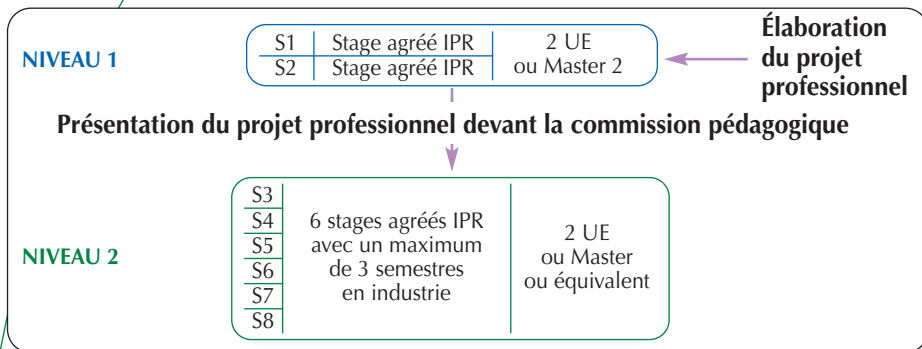 NIVEAU 1
S1 Stage agréé IPR
S2 Stage agréé IPR
2 UE
ou Master 2
Élaboration
du projet
professionnel
Présentation du projet professionnel devant la commission pédagogique
NIVEAU 2
S3
S4
S5
S6
S7
S8
6 stages agréés IPR
avec un maximum
de 3 semestres
en industrie
2 UE
ou Master
ou équivalent